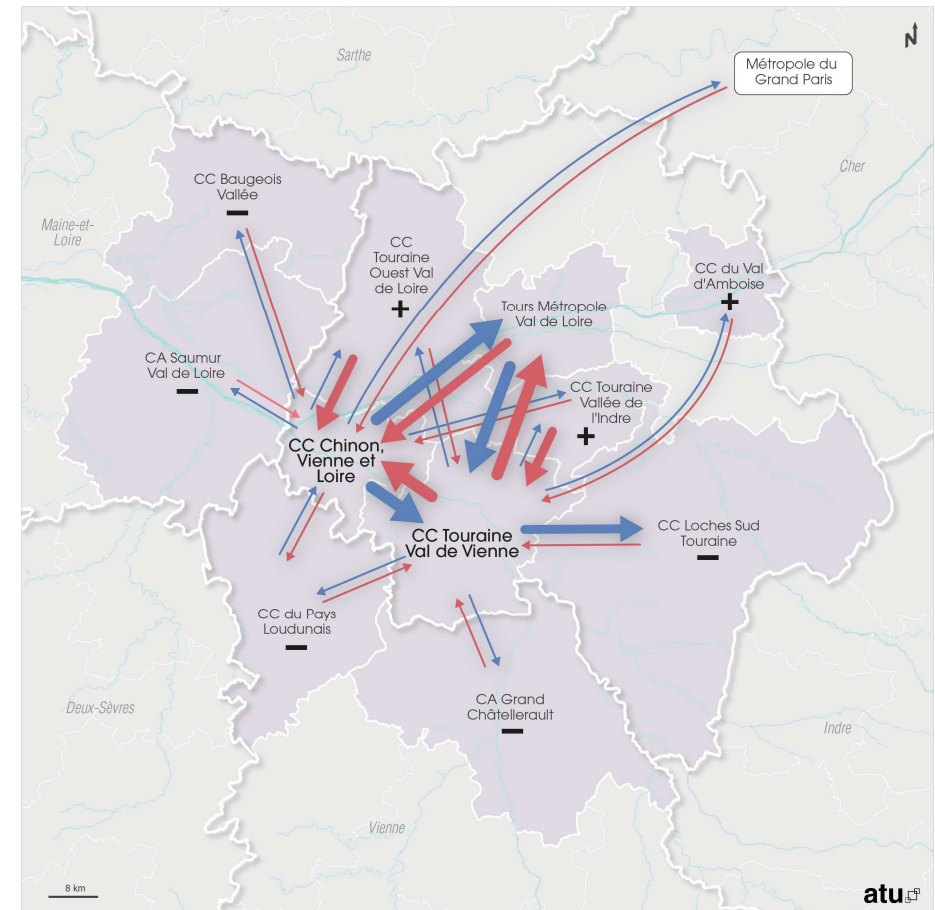 Sarthe
N
Métropole du
Grand Paris
Cher
CC Baugeois
Vallée
Maine-et-
Loire
CC
Touraine
Ouest Val
de Loire
CC du Val
d'Amboise
Tours Métropole
Val de Loire
CA Saumur
Val de Loire
CC Touraine
Vallée de
l'Indre
CC Chinon,
Vienne et
Loire
CC Touraine
Val de Vienne
CC Loches Sud
Touraine
CC du Pays
Loudunais
CA Grand
Châtellerault
Deux-Sèvres
Indre
Vienne
8 km
atu